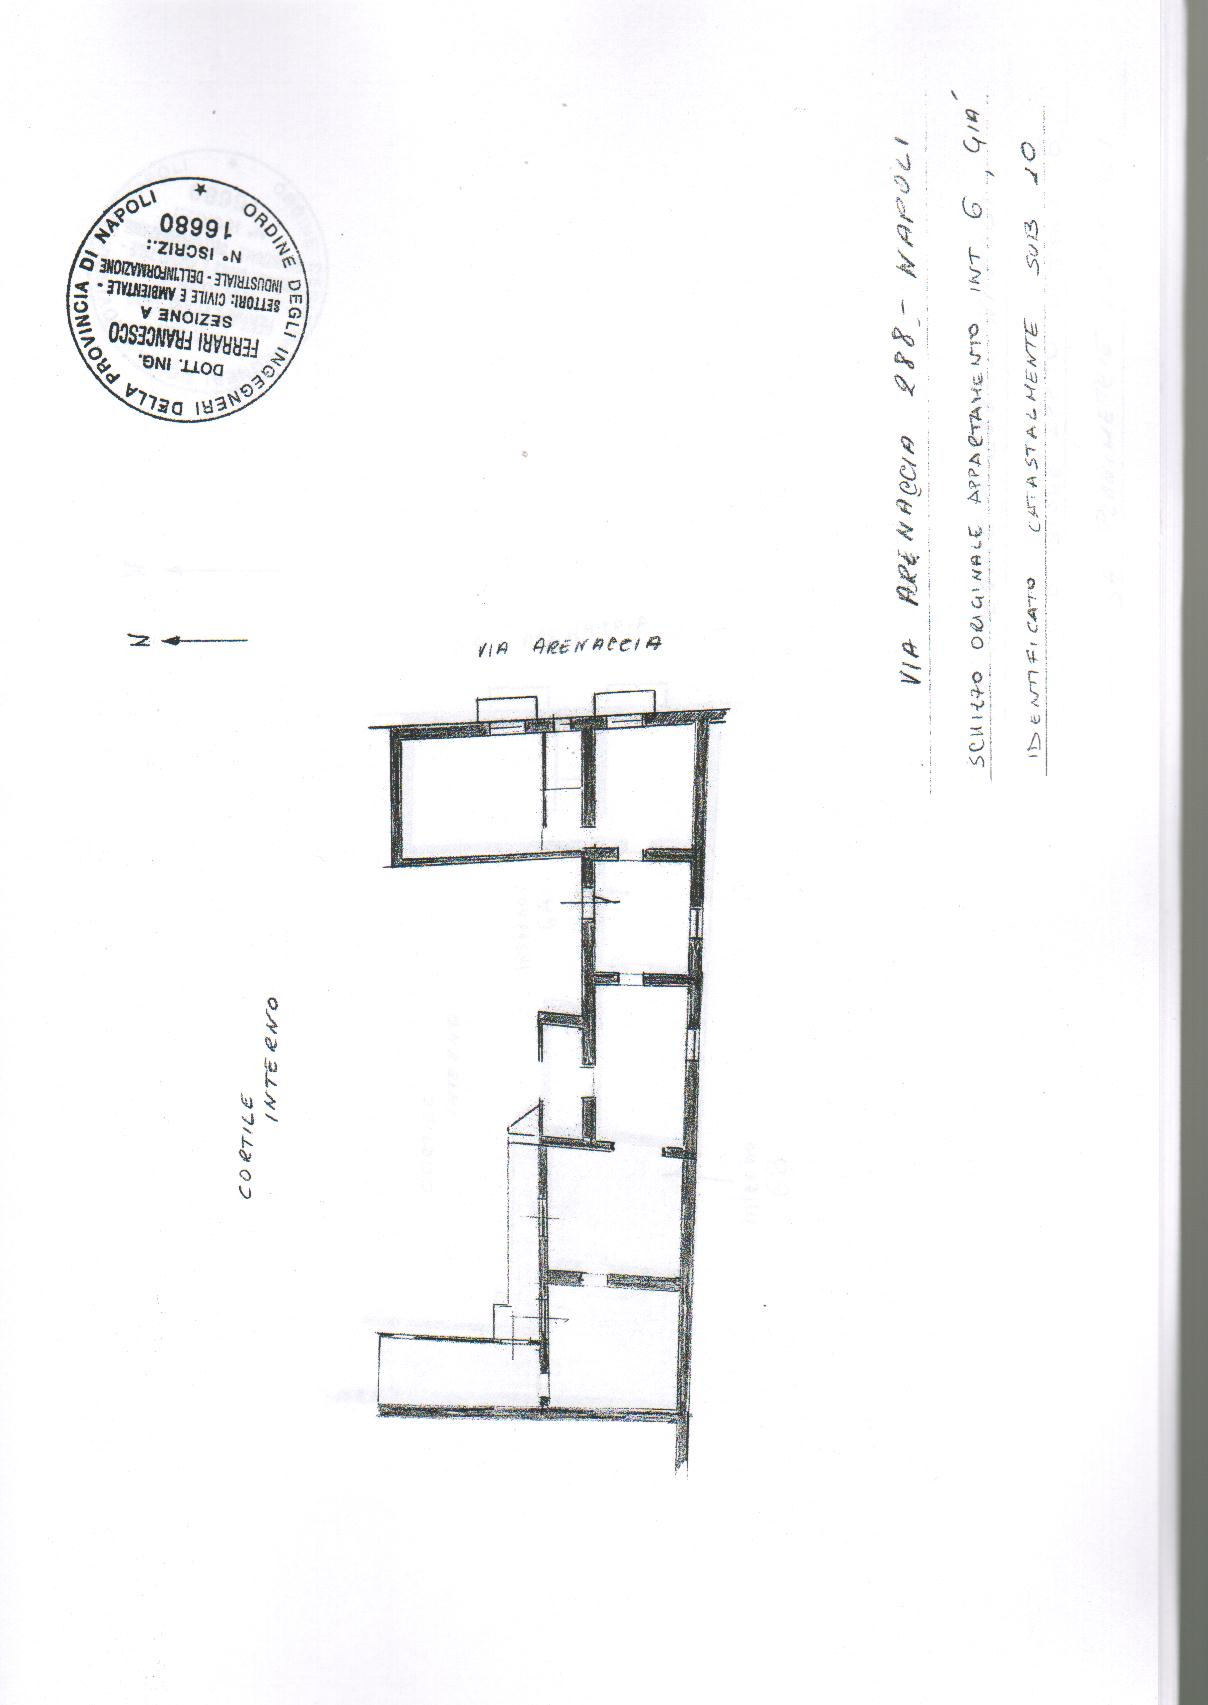 VIA ARENACCIA 288 - NAPOLI
SCHIZZO ORIGINALE APPARTAMENTO INT 6, GIÁ
IDENTIFICATO CATASTALMENTE SUB 10
VIA ARENACCIA
N
CORTILE
INTERNO
ORDINE DEGLI INGEGNERI DELLA PROVINCIA DI NAPOLI
DOTT. ING.
FERRARI FRANCESCO
SEZIONE A
SETTORI: CIVILE E AMBIENTALE -
INDUSTRIALE - DELL'INFORMAZIONE
N° ISCRIZ.:
16680